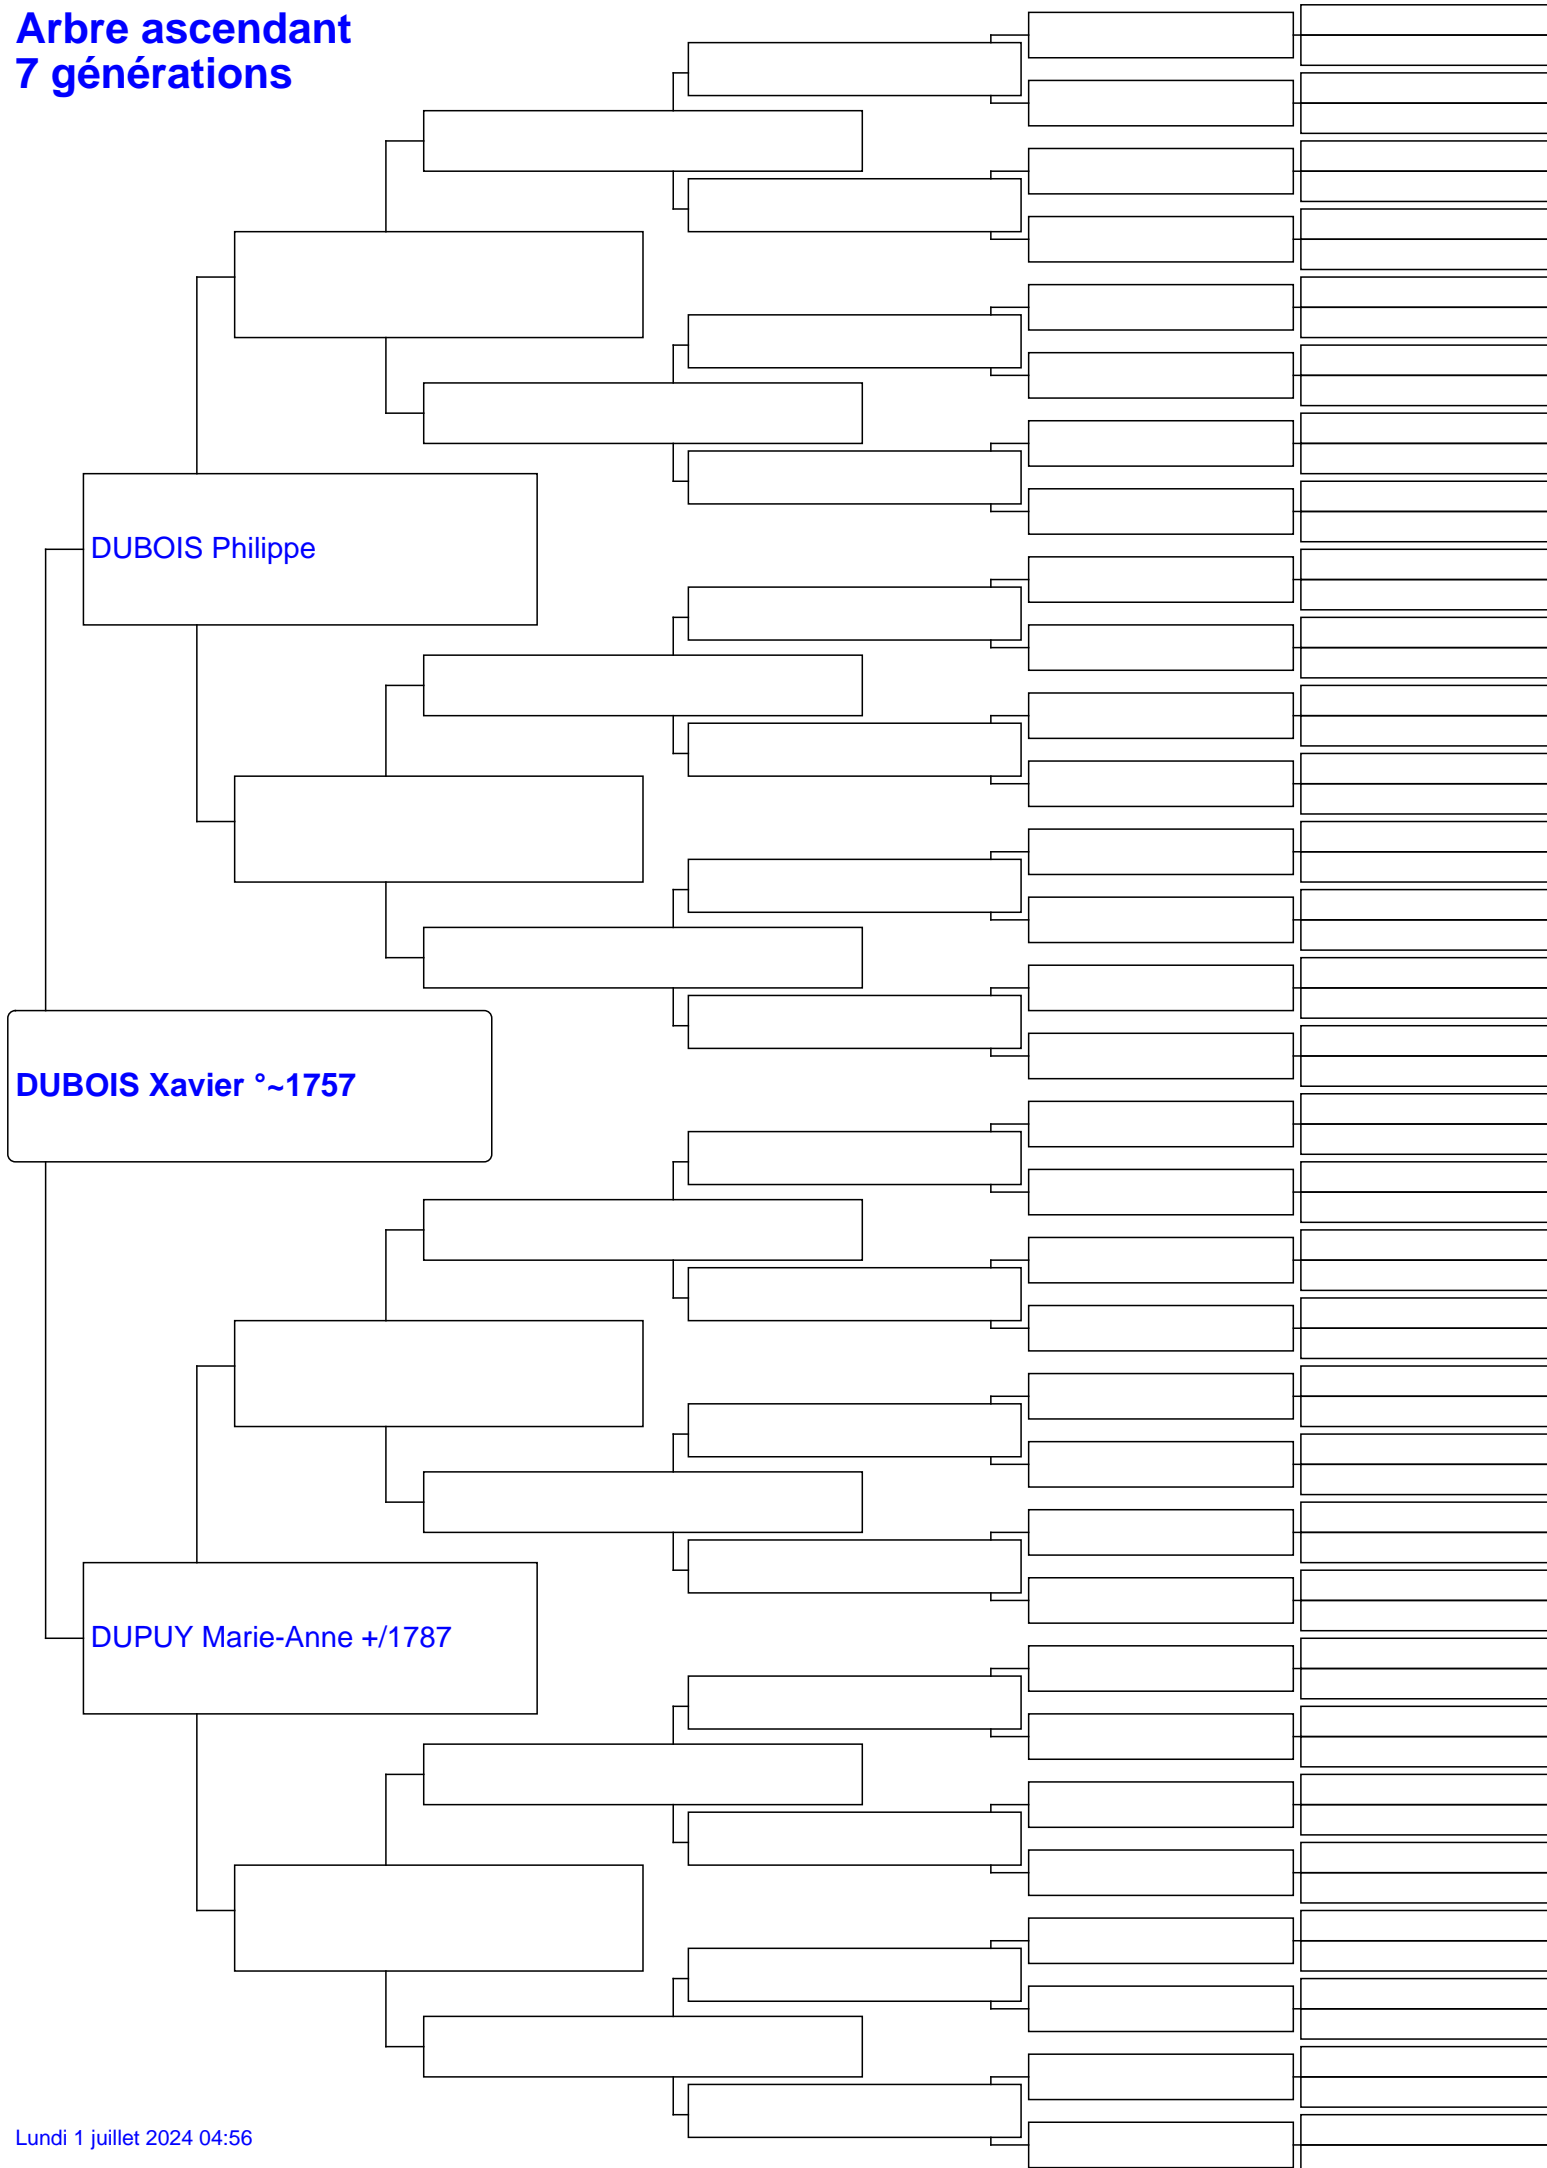 Arbre ascendant
7 générations
DUBOIS Philippe
DUBOIS Xavier °~1757
DUPUY Marie-Anne +/1787
Lundi 1 juillet 2024 04:56